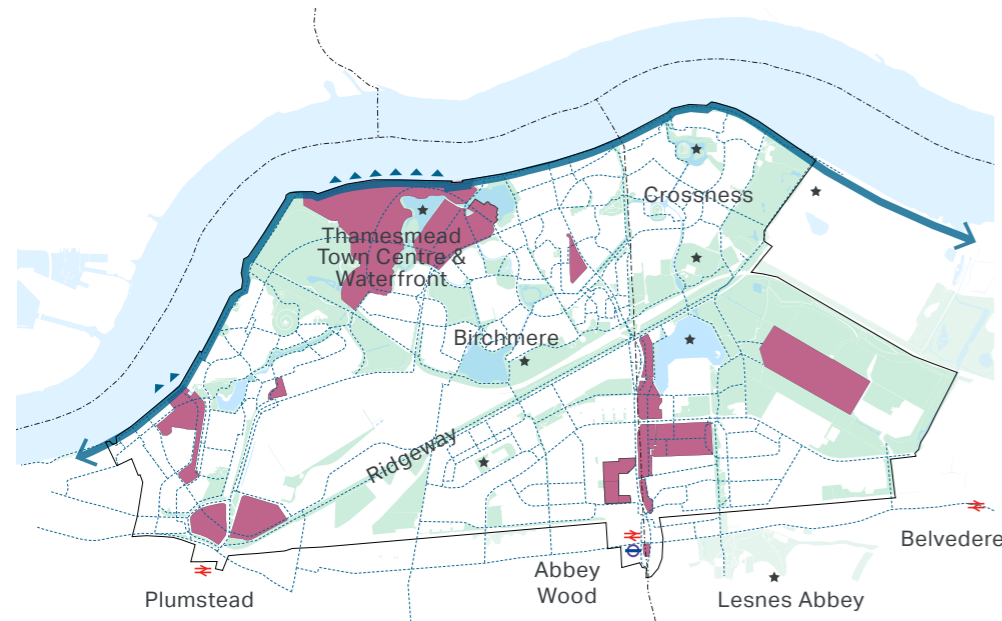 Crossness
Thamesmead
Town Centre &
Waterfront
Birchmere
Ridgeway
Belvedere
Abbey
Wood
Plumstead
Lesnes Abbey